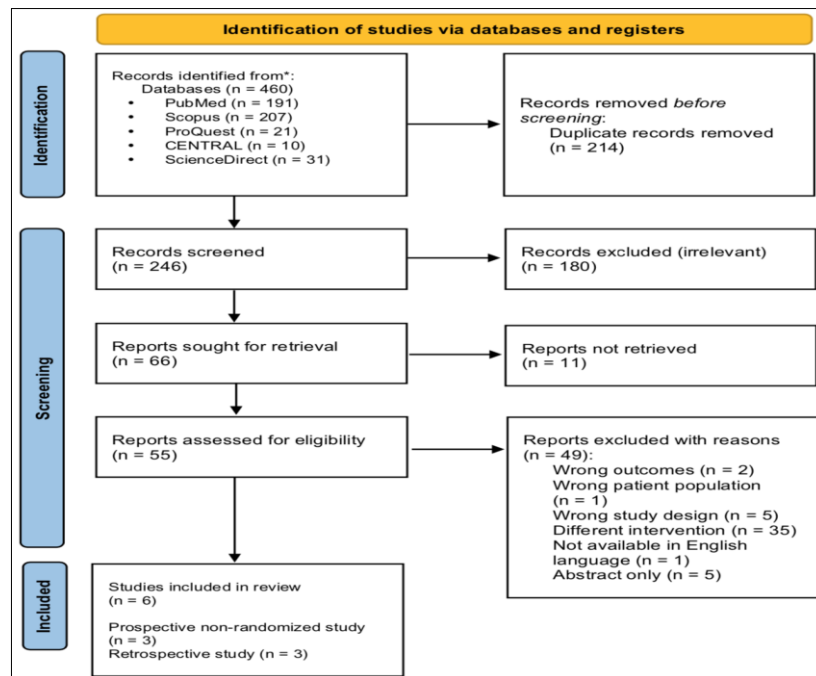 Identification of studies via databases and registers
Identification
Records identified from*:
Databases (n = 460)
• PubMed (n = 191)
• Scopus (n = 207)
• ProQuest (n = 21)
• CENTRAL (n = 10)
• ScienceDirect (n = 31)
Records removed before
screening:
Duplicate records removed
(n = 214)
Screening
Records screened
(n = 246)
Records excluded (irrelevant)
(n = 180)
Reports sought for retrieval
(n = 66)
Reports not retrieved
(n = 11)
Reports assessed for eligibility
(n = 55)
Reports excluded with reasons
(n = 49):
Wrong outcomes (n = 2)
Wrong patient population
(n = 1)
Wrong study design (n = 5)
Different intervention (n = 35)
Not available in English
language (n = 1)
Abstract only (n = 5)
Included
Studies included in review
(n = 6)
Prospective non-randomized study
(n = 3)
Retrospective study (n = 3)